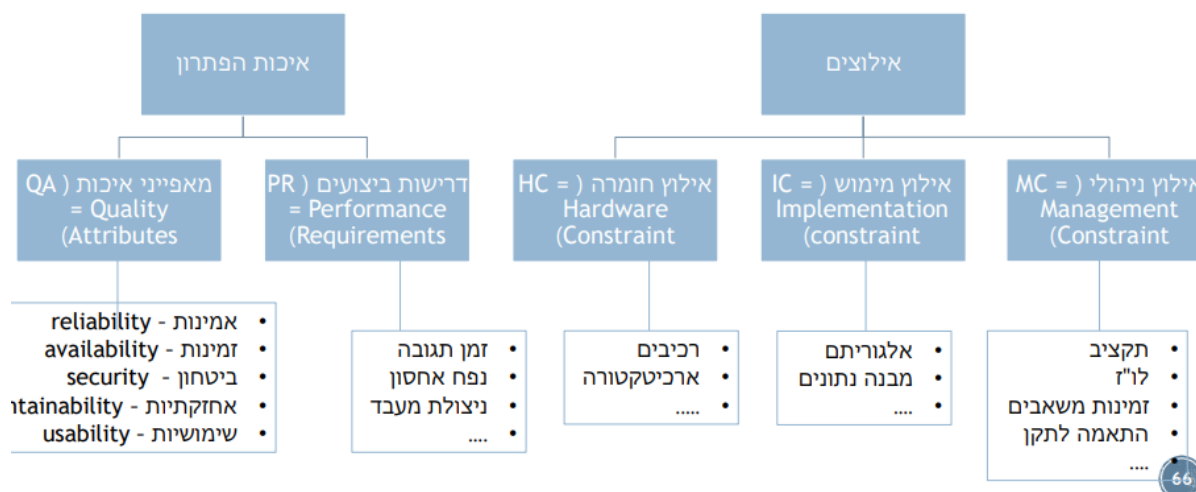 אילוצים
איכות הפתרון
אילוץ ניהולי (MC =
Management
Constraint)
אילוץ מימוש (IC =
Implementation
constraint)
אילוץ חומרה (HC =
Hardware
Constraint)
דרישות ביצועים (PR
= Performance
Requirements)
מאפייני איכות (QA
= Quality
Attributes)
• תקציב
• לו"ז
• זמינות משאבים
• התאמה לתקן
• ....
• אלגוריתם
• מבנה נתונים
• ....
• רכיבים
• ארכיטקטורה
• .....
• זמן תגובה
• נפח אחסון
• ניצולת מעבד
• ....
• אמינות - reliability
• זמינות - availability
• ביטחון - security
• אחזקתיות - ntainability
• שימושיות - usability
66